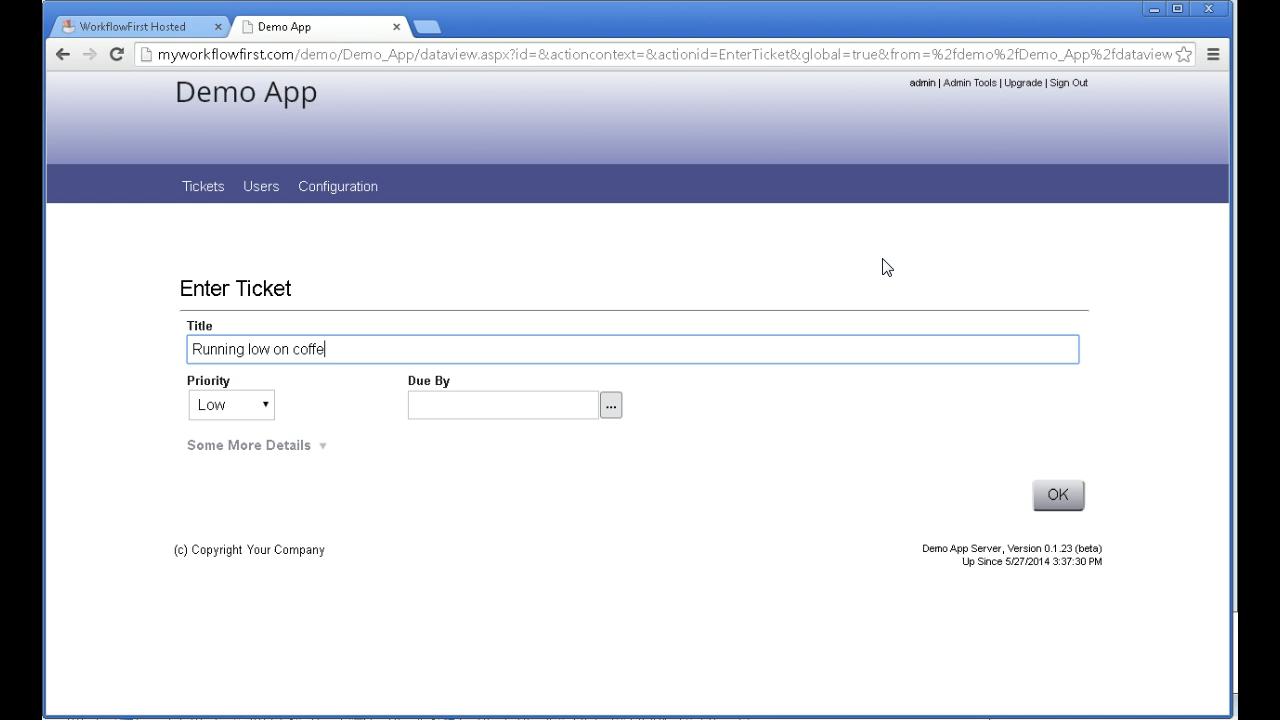 WorkflowFirst Hosted
Demo App
myworkflowfirst.com/demo/Demo_App/dataview.aspx?id=&actioncontext=&actionid=EnterTicket&global=true&from=%2fdemo%2fDemo_App%2fdataview
Demo App
admin | Admin Tools | Upgrade | Sign Out
Tickets Users Configuration
Enter Ticket
Title
Running low on coffe
Priority Due By
Low ...
Some More Details
OK
(c) Copyright Your Company
Demo App Server, Version 0.1.23 (beta)
Up Since 5/27/2014 3:37:30 PM